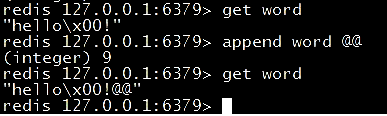 redis 127.0.0.1:6379> get word
"hello\x00!"
redis 127.0.0.1:6379> append word @@
(integer) 9
redis 127.0.0.1:6379> get word
"hello\x00!@@"
redis 127.0.0.1:6379>